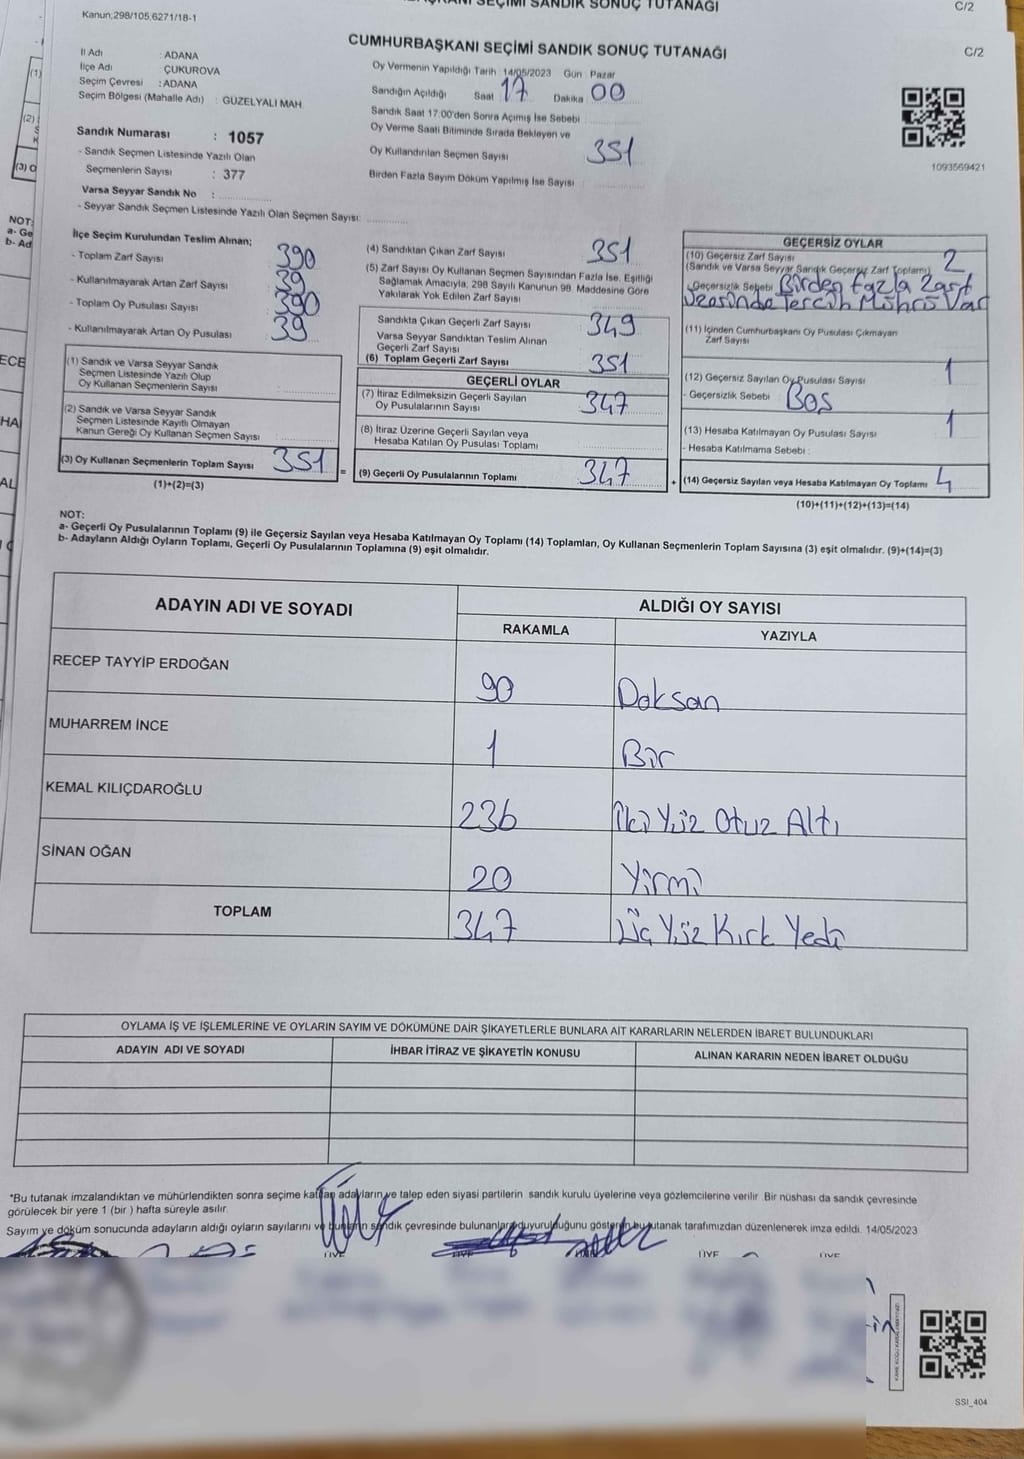 KANI SEÇİMİ SANDIK SONUÇ TUTANAĞI
C/2
Kanun;298/105,6271/18-1
CUMHURBAŞKANI SEÇİMİ SANDIK SONUÇ TUTANAĞI
C/2
İl Adı : ADANA
İlçe Adı : ÇUKUROVA
Seçim Çevresi : ADANA
Seçim Bölgesi (Mahalle Adı) : GÜZELYALI MAH.
Sandık Numarası : 1057
- Sandık Seçmen Listesinde Yazılı Olan
Seçmenlerin Sayısı : 377
Varsa Seyyar Sandık No :
- Seyyar Sandık Seçmen Listesinde Yazılı Olan Seçmen Sayısı:
Oy Vermenin Yapıldığı Tarih : 14/05/2023 Gün : Pazar
Sandığın Açıldığı Saat 17 Dakika 00
Sandık Saat 17:00'den Sonra Açımış İse Sebebi :
Oy Verme Saati Bitiminde Sırada Bekleyen ve
Oy Kullandırılan Seçmen Sayısı 351
Birden Fazla Sayım Döküm Yapılmış İse Sayısı
1093569421
İlçe Seçim Kurulundan Teslim Alınan;
- Toplam Zarf Sayısı 390
- Kullanılmayarak Artan Zarf Sayısı 39
- Toplam Oy Pusulası Sayısı 390
- Kullanılmayarak Artan Oy Pusulası 39
(1) Sandık ve Varsa Seyyar Sandık
Seçmen Listesinde Yazılı Olup
Oy Kullanan Seçmenlerin Sayısı
(2) Sandık ve Varsa Seyyar Sandık
Seçmen Listesinde Kayıtlı Olmayan
Kanun Gereği Oy Kullanan Seçmen Sayısı
(3) Oy Kullanan Seçmenlerin Toplam Sayısı 351 =
(1)+(2)=(3)
(4) Sandıktan Çıkan Zarf Sayısı 351
(5) Zarf Sayısı Oy Kullanan Seçmen Sayısından Fazla İse, Eşitliği
Sağlamak Amacıyla, 298 Sayılı Kanunun 98. Maddesine Göre
Yakılarak Yok Edilen Zarf Sayısı
Sandıkta Çıkan Geçerli Zarf Sayısı 349
Varsa Seyyar Sandıktan Teslim Alınan
Geçerli Zarf Sayısı
(6) Toplam Geçerli Zarf Sayısı 351
GEÇERLİ OYLAR
(7) İtiraz Edilmeksizin Geçerli Sayılan
Oy Pusulalarının Sayısı 347
(8) İtiraz Üzerine Geçerli Sayılan veya
Hesaba Katılan Oy Pusulası Toplamı
(9) Geçerli Oy Pusulalarının Toplamı 347 +
GEÇERSİZ OYLAR
(10) Geçersiz Zarf Sayısı 2
(Sandık ve Varsa Seyyar Sandık Geçersiz Zarf Toplamı)
- Geçersizlik Sebebi Birden fazla Zarf
Üzerinde Tercih Mührü Var
(11) İçinden Cumhurbaşkanı Oy Pusulası Çıkmayan
Zarf Sayısı
(12) Geçersiz Sayılan Oy Pusulası Sayısı 1
- Geçersizlik Sebebi : Boş
(13) Hesaba Katılmayan Oy Pusulası Sayısı 1
- Hesaba Katılmama Sebebi :
(14) Geçersiz Sayılan veya Hesaba Katılmayan Oy Toplamı 4
(10)+(11)+(12)+(13)=(14)
NOT:
a- Geçerli Oy Pusulalarının Toplamı (9) ile Geçersiz Sayılan veya Hesaba Katılmayan Oy Toplamı (14) Toplamları, Oy Kullanan Seçmenlerin Toplam Sayısına (3) eşit olmalıdır. (9)+(14)=(3)
b- Adayların Aldığı Oyların Toplamı, Geçerli Oy Pusulalarının Toplamına (9) eşit olmalıdır.
ADAYIN ADI VE SOYADI ALDIĞI OY SAYISI
RAKAMLA YAZIYLA
RECEP TAYYİP ERDOĞAN 90 Doksan
MUHARREM İNCE 1 Bir
KEMAL KILIÇDAROĞLU 236 İki Yüz Otuz Altı
SİNAN OĞAN 20 Yirmi
TOPLAM 347 Üç Yüz Kırk Yedi
OYLAMA İŞ VE İŞLEMLERİNE VE OYLARIN SAYIM VE DÖKÜMÜNE DAİR ŞİKAYETLERLE BUNLARA AİT KARARLARIN NELERDEN İBARET BULUNDUKLARI
ADAYIN ADI VE SOYADI İHBAR İTİRAZ VE ŞİKAYETİN KONUSU ALINAN KARARIN NEDEN İBARET OLDUĞU
*Bu tutanak imzalandıktan ve mühürlendikten sonra seçime katılan adayların ve talep eden siyasi partilerin sandık kurulu üyelerine veya gözlemcilerine verilir. Bir nüshası da sandık çevresinde
görülecek bir yere 1 (bir ) hafta süreyle asılır.
Sayım ve döküm sonucunda adayların aldığı oyların sayılarını ve bunların sandık çevresinde bulunanlara duyurulduğunu gösteren bu tutanak tarafımızdan düzenlenerek imza edildi. 14/05/2023
ÜYE ÜYE ÜYE ÜYE
SSI_404